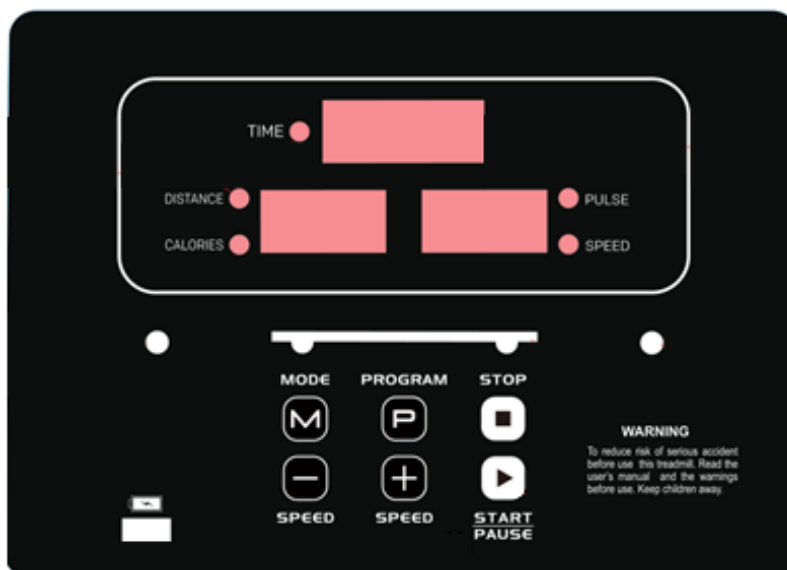 TIME
DISTANCE
PULSE
CALORIES
SPEED
MODE PROGRAM STOP
M P
WARNING
To reduce risk of serious accident
before use this treadmill. Read the
user's manual and the warnings
before use. Keep children away.
SPEED SPEED START
PAUSE